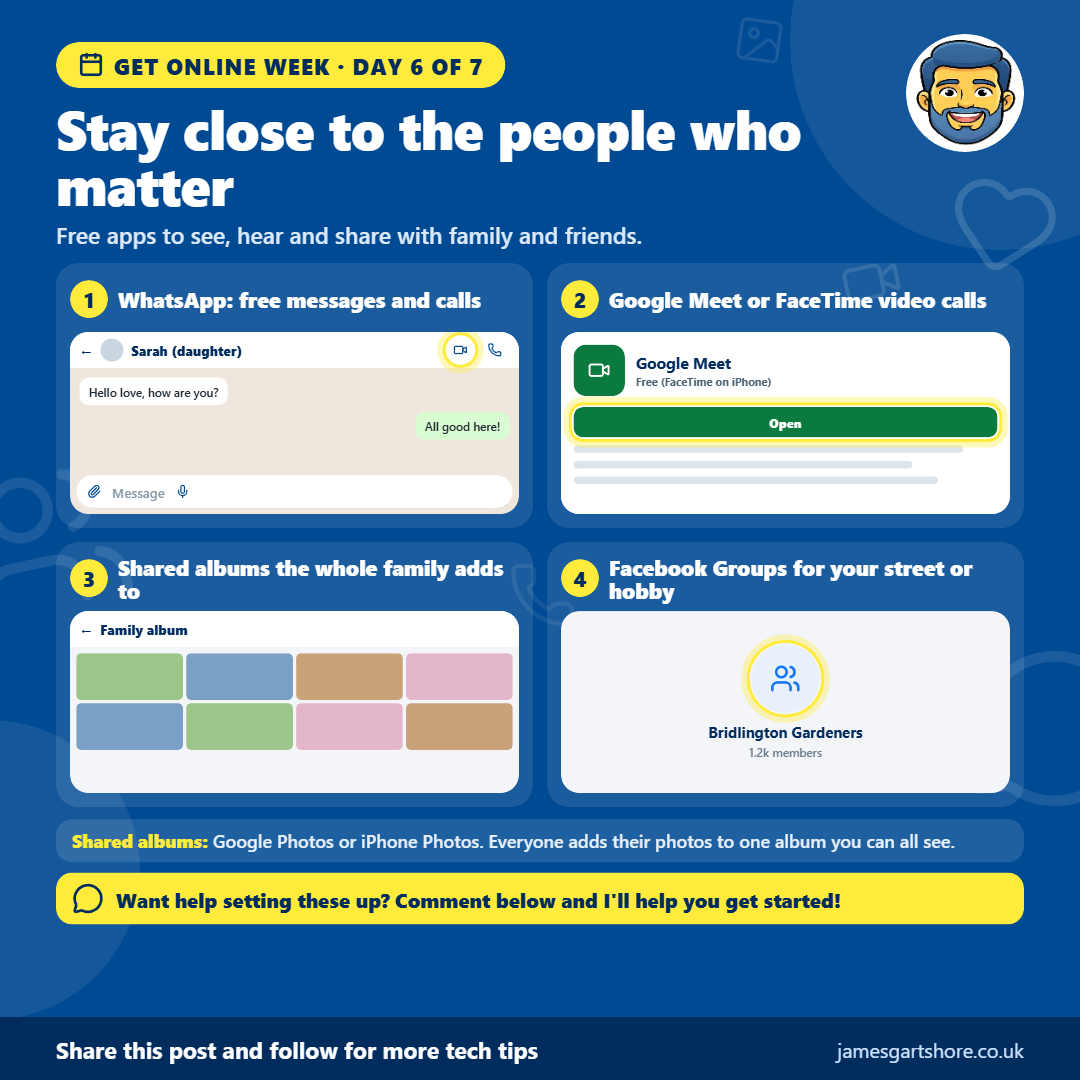 GET ONLINE WEEK · DAY 6 OF 7
Stay close to the people who
matter
Free apps to see, hear and share with family and friends.
1 WhatsApp: free messages and calls
← Sarah (daughter)
Hello love, how are you?
All good here!
Message
2 Google Meet or FaceTime video calls
Google Meet
Free (FaceTime on iPhone)
Open
3 Shared albums the whole family adds
to
← Family album
4 Facebook Groups for your street or
hobby
Bridlington Gardeners
1.2k members
Shared albums: Google Photos or iPhone Photos. Everyone adds their photos to one album you can all see.
Want help setting these up? Comment below and I'll help you get started!
Share this post and follow for more tech tips
jamesgartshore.co.uk